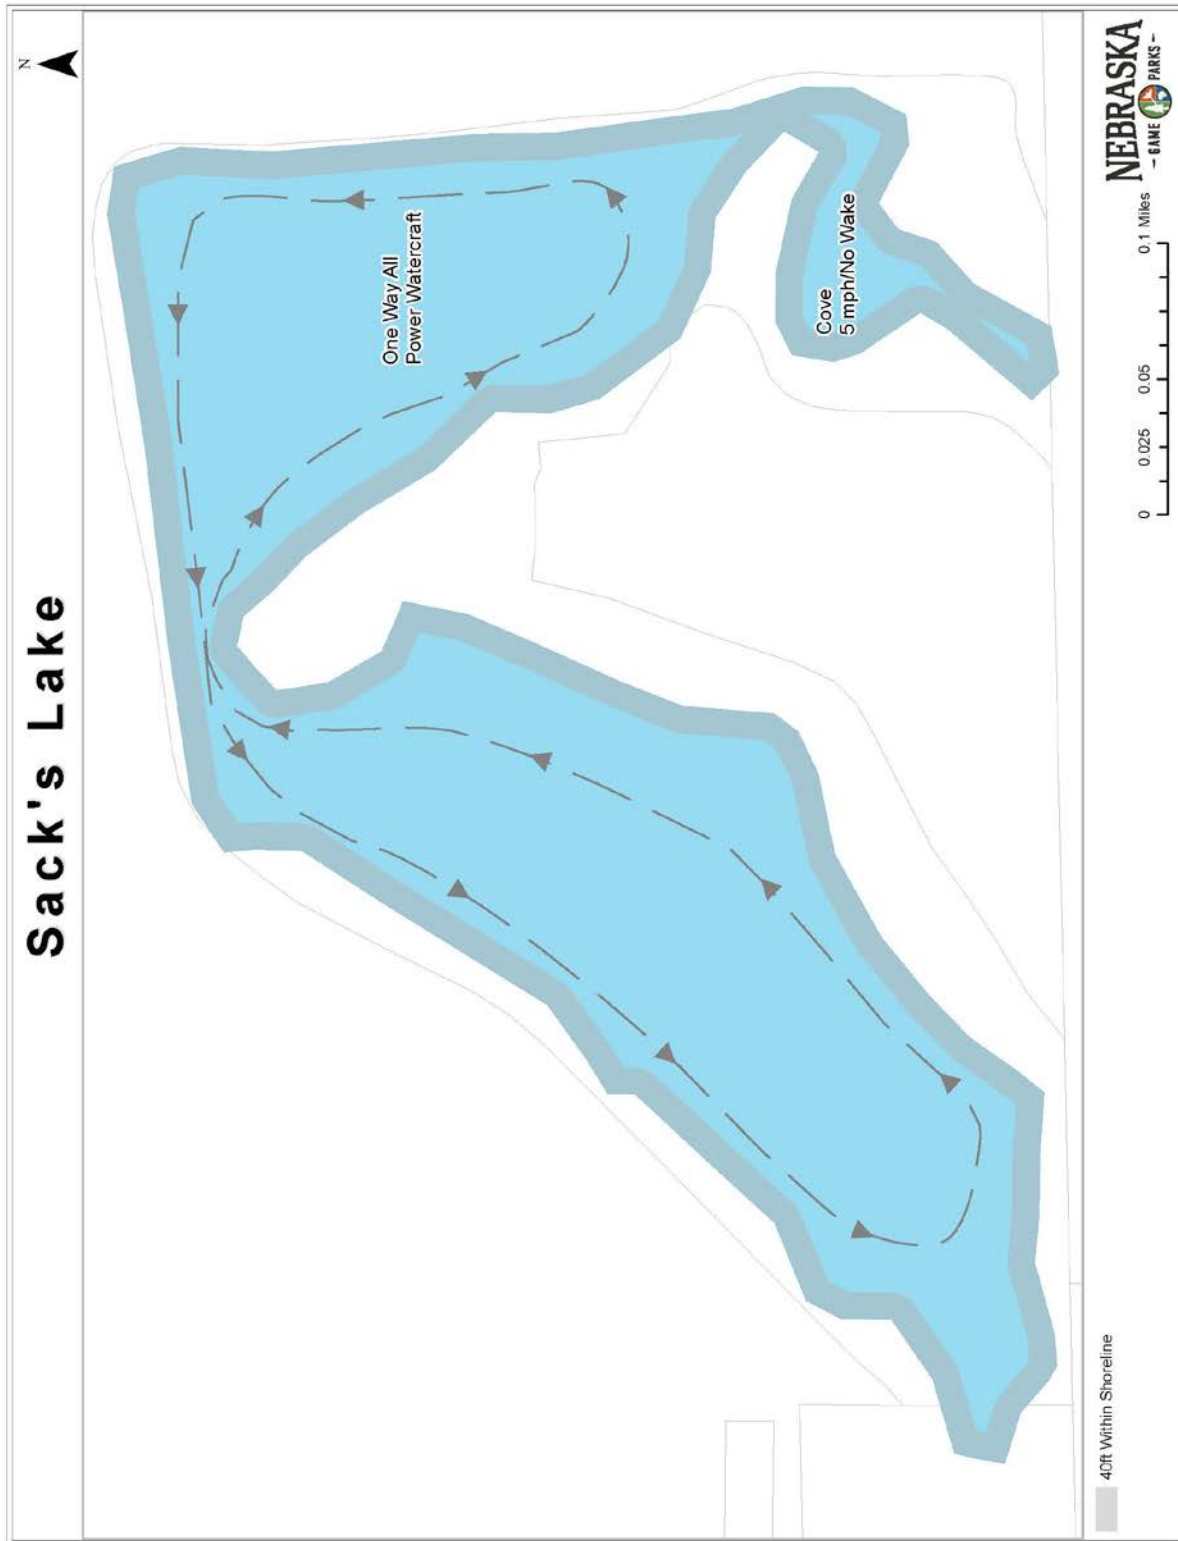 Sack's Lake
N
One Way All
Power Watercraft
Cove
5 mph/No Wake
40ft Within Shoreline
0 0.025 0.05 0.1 Miles
NEBRASKA
- GAME PARKS -